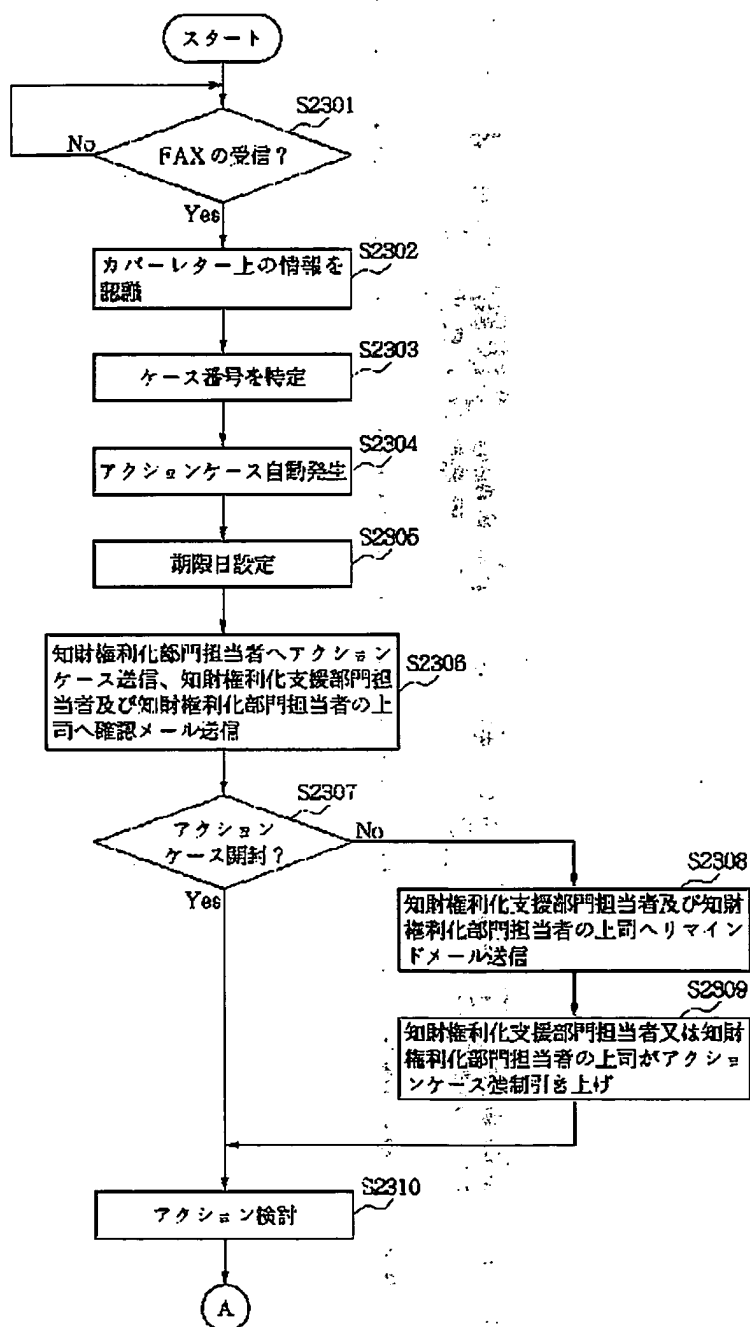 スタート
S2301
FAXの受信？
No
Yes
S2302
カバーレター上の情報を
認識
S2303
ケース番号を特定
S2304
アクションケース自動発生
S2305
期限日設定
S2306
知財権利化部門担当者へアクション
ケース送信、知財権利化支援部門担
当者及び知財権利化部門担当者の上
司へ確認メール送信
S2307
アクション
ケース開封？
No
Yes
S2308
知財権利化支援部門担当者及び知財
権利化部門担当者の上司へリマイン
ドメール送信
S2309
知財権利化支援部門担当者又は知財
権利化部門担当者の上司がアクショ
ンケース強制引き上げ
S2310
アクション検討
A